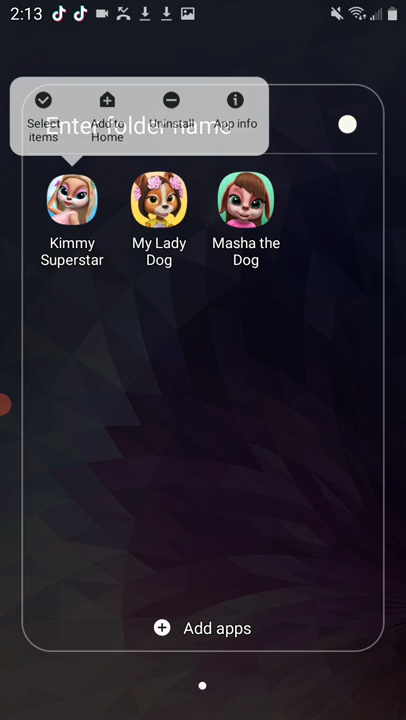 2:13
Select items
Add to Home
Uninstall
App info
Enter folder name
Kimmy Superstar
My Lady Dog
Masha the Dog
Add apps